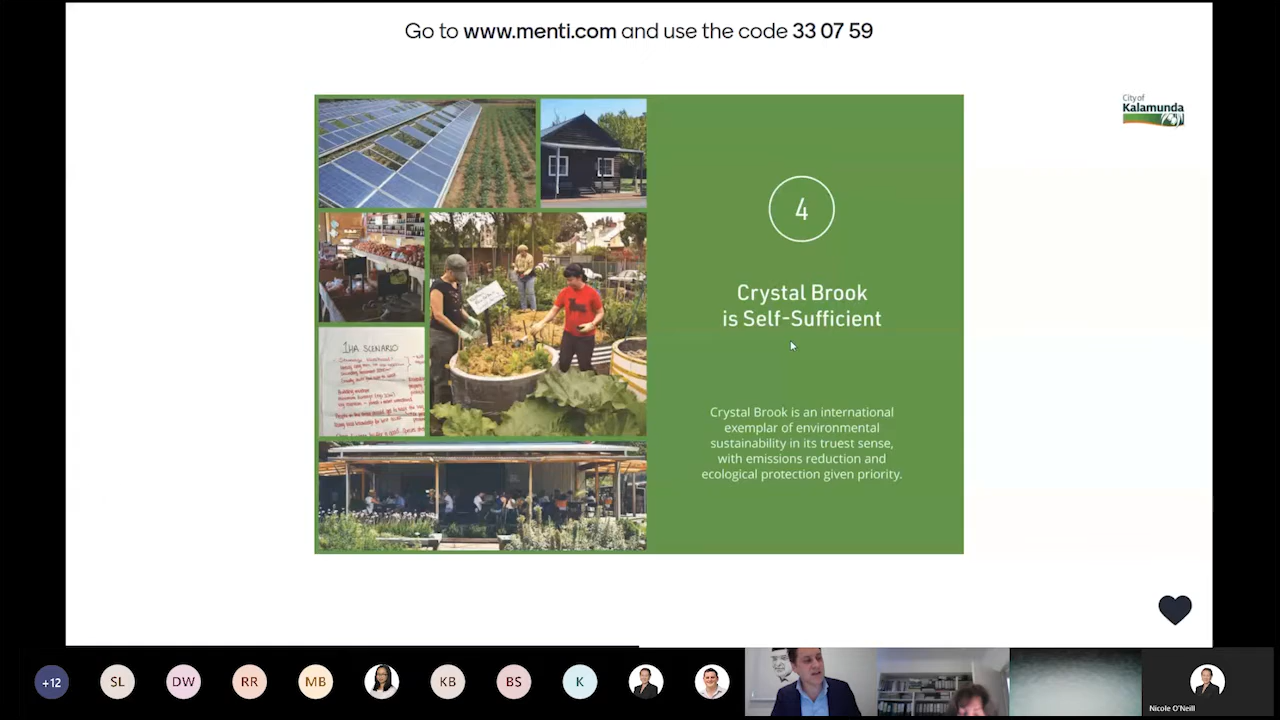 Go to www.menti.com and use the code 33 07 59
City of
Kalamunda
4
Crystal Brook
is Self-Sufficient
Crystal Brook is an international
exemplar of environmental
sustainability in its truest sense,
with emissions reduction and
ecological protection given priority.
1HA SCENARIO
+12
SL
DW
RR
MB
KB
BS
K
Nicole O'Neill